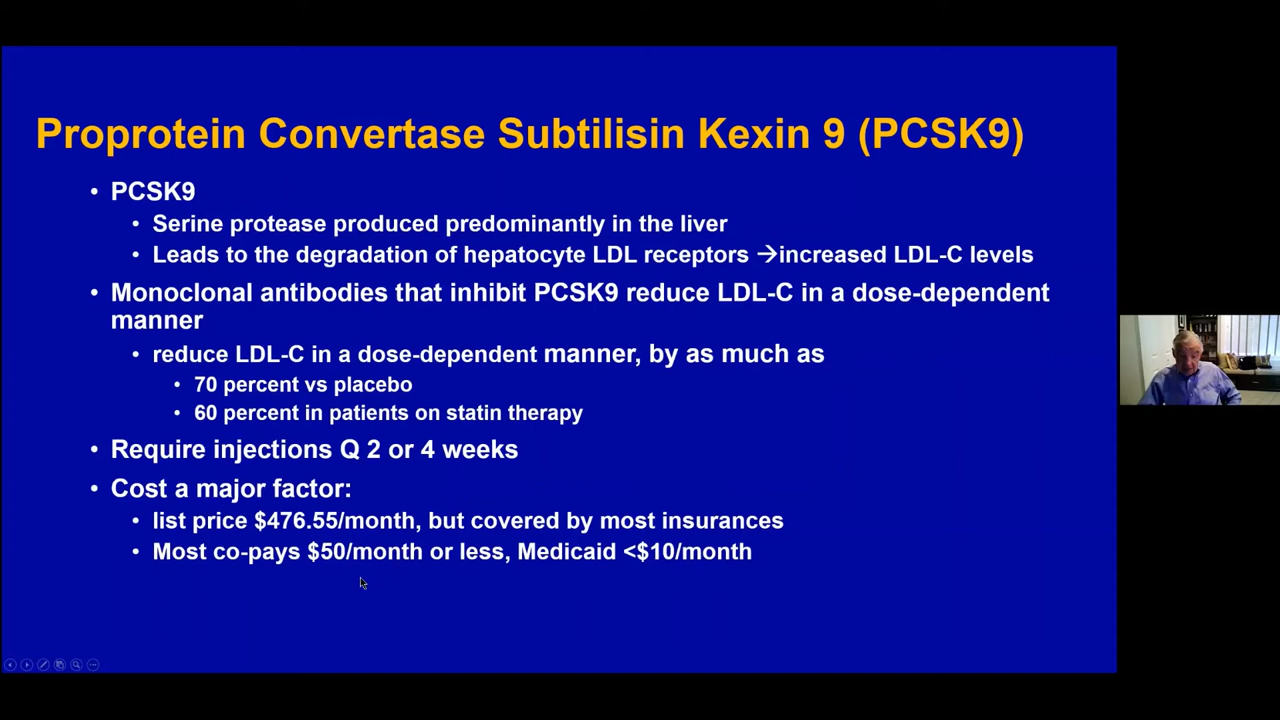 Proprotein Convertase Subtilisin Kexin 9 (PCSK9)
• PCSK9
• Serine protease produced predominantly in the liver
• Leads to the degradation of hepatocyte LDL receptors →increased LDL-C levels
• Monoclonal antibodies that inhibit PCSK9 reduce LDL-C in a dose-dependent
manner
• reduce LDL-C in a dose-dependent manner, by as much as
• 70 percent vs placebo
• 60 percent in patients on statin therapy
• Require injections Q 2 or 4 weeks
• Cost a major factor:
• list price $476.55/month, but covered by most insurances
• Most co-pays $50/month or less, Medicaid <$10/month